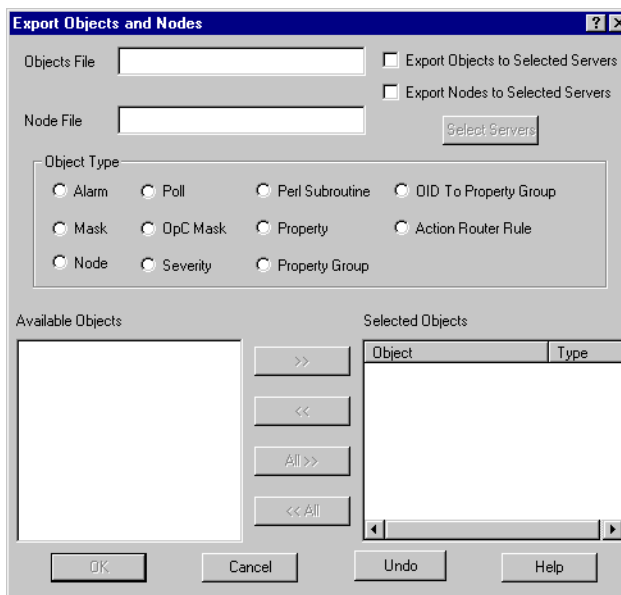 Export Objects and Nodes
Objects File
Export Objects to Selected Servers
Export Nodes to Selected Servers
Node File
Select Servers
Object Type
Alarm Poll Perl Subroutine OID To Property Group
Mask OpC Mask Property Action Router Rule
Node Severity Property Group
Available Objects Selected Objects
Object Type
>>
<<
All >>
<< All
OK Cancel Undo Help